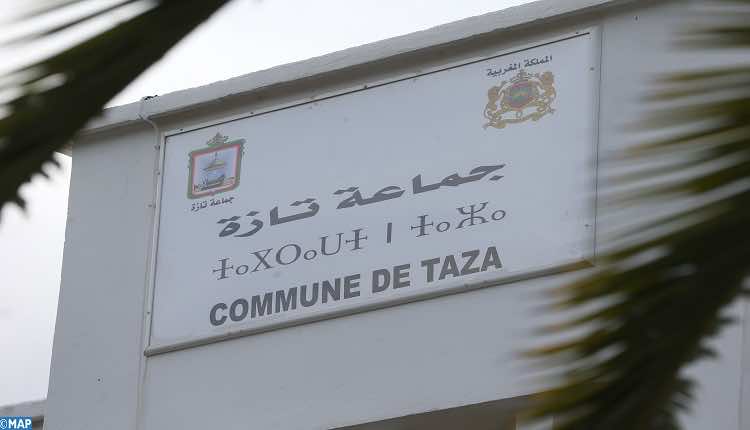 المملكة المغربية
جماعة تازة
جماعة تازة
ⵜⴰⴳⵔⴰⵡⵜ ⵏ ⵜⴰⵣⴰ
COMMUNE DE TAZA
©MAP